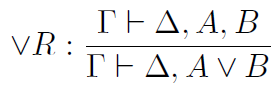 ∨R : Γ ⊢ Δ, A, B
Γ ⊢ Δ, A ∨ B